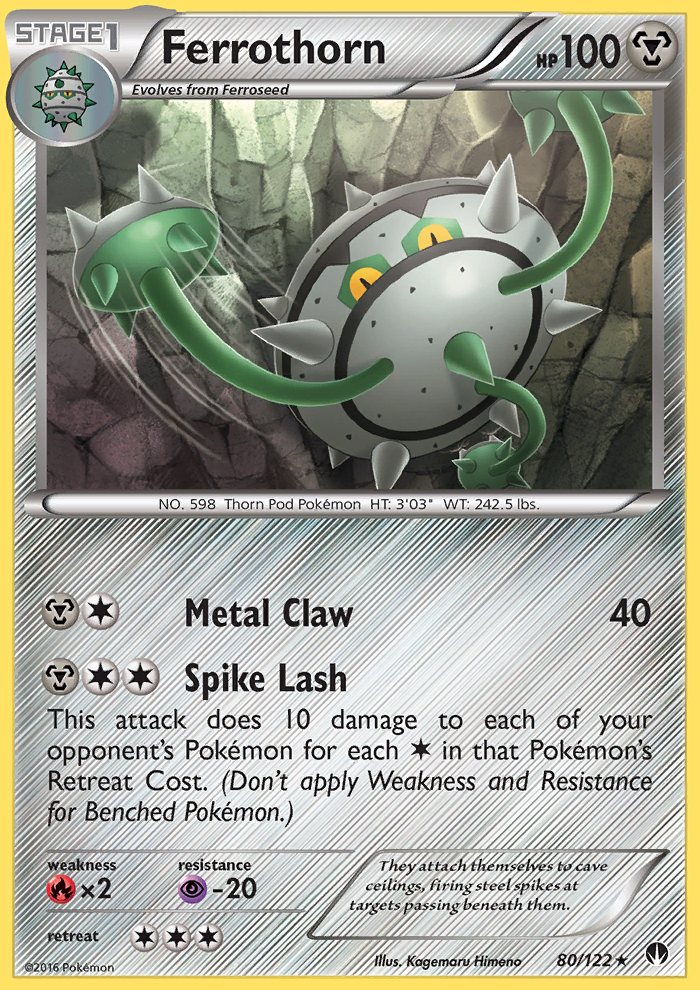 STAGE1
Ferrothorn
HP100
Evolves from Ferroseed
NO. 598 Thorn Pod Pokémon HT: 3'03" WT: 242.5 lbs.
Metal Claw 40
Spike Lash
This attack does 10 damage to each of your
opponent's Pokémon for each in that Pokémon's
Retreat Cost. (Don't apply Weakness and Resistance
for Benched Pokémon.)
weakness resistance
×2 -20
They attach themselves to cave
ceilings, firing steel spikes at
targets passing beneath them.
retreat
©2016 Pokémon Illus. Kagemaru Himeno 80/122★